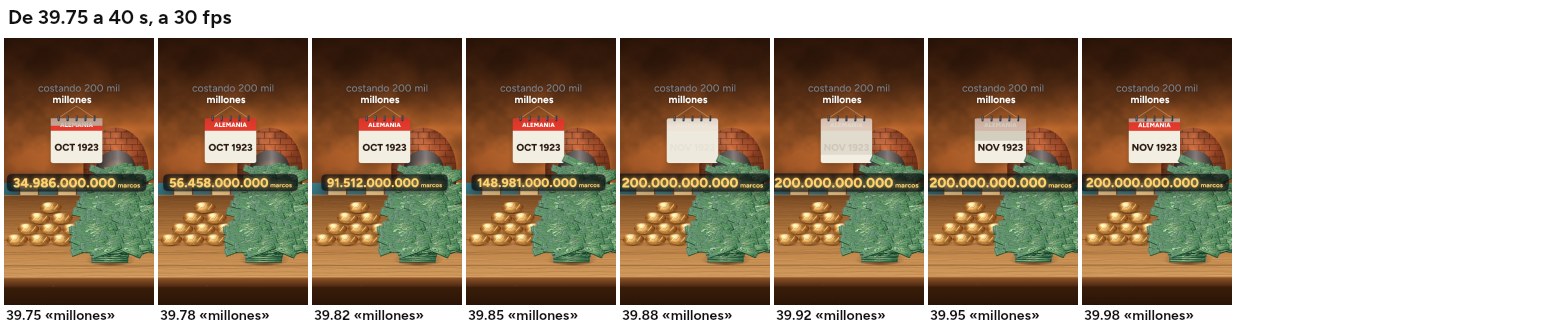 De 39.75 a 40 s, a 30 fps
costando 200 mil
millones
ALEMANIA
OCT 1923
34.986.000.000 marcos
39.75 «millones»
costando 200 mil
millones
ALEMANIA
OCT 1923
56.458.000.000 marcos
39.78 «millones»
costando 200 mil
millones
ALEMANIA
OCT 1923
91.512.000.000 marcos
39.82 «millones»
costando 200 mil
millones
ALEMANIA
OCT 1923
148.981.000.000 marcos
39.85 «millones»
costando 200 mil
millones
NOV 1923
200.000.000.000 marcos
39.88 «millones»
costando 200 mil
millones
NOV 1923
200.000.000.000 marcos
39.92 «millones»
costando 200 mil
millones
ALEMANIA
NOV 1923
200.000.000.000 marcos
39.95 «millones»
costando 200 mil
millones
ALEMANIA
NOV 1923
200.000.000.000 marcos
39.98 «millones»